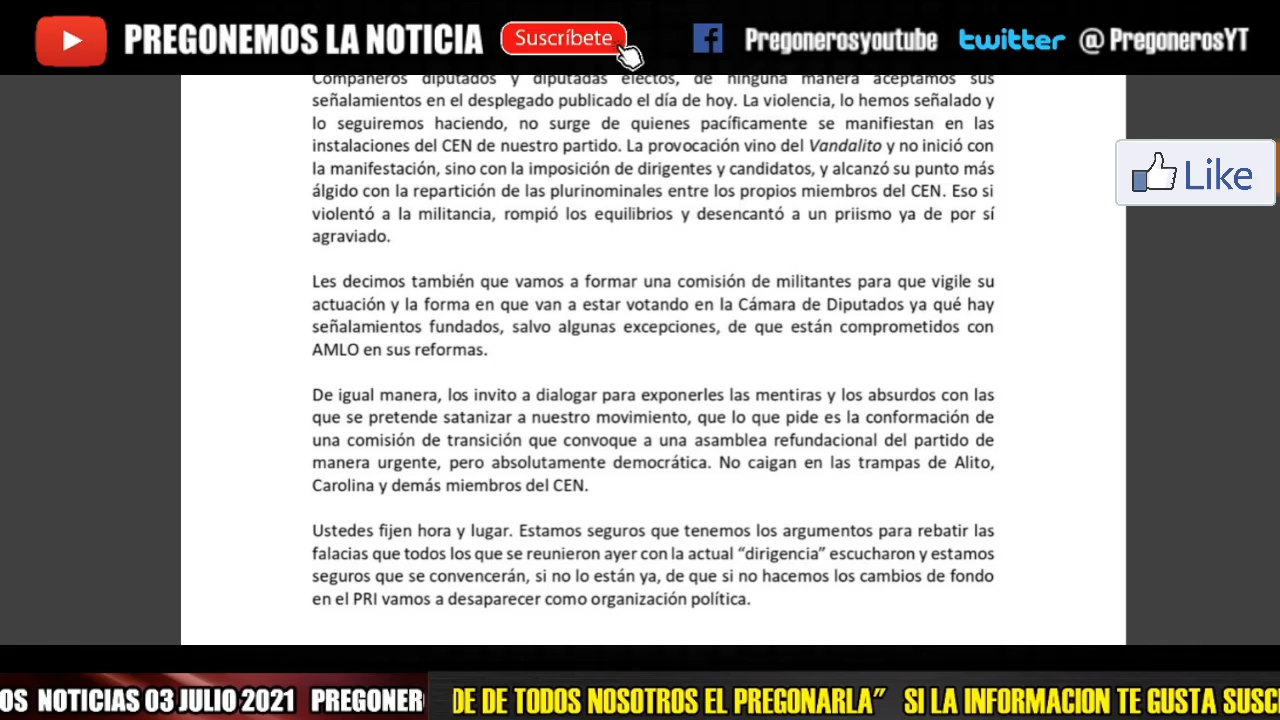 PREGONEMOS LA NOTICIA
Suscríbete
Pregonerosyoutube
twitter @ PregonerosYT
Compañeros diputados y diputadas electos, de ninguna manera aceptamos sus
señalamientos en el desplegado publicado el día de hoy. La violencia, lo hemos señalado y
lo seguiremos haciendo, no surge de quienes pacíficamente se manifiestan en las
instalaciones del CEN de nuestro partido. La provocación vino del Vandalito y no inició con
la manifestación, sino con la imposición de dirigentes y candidatos, y alcanzó su punto más
álgido con la repartición de las plurinominales entre los propios miembros del CEN. Eso si
violentó a la militancia, rompió los equilibrios y desencantó a un priismo ya de por sí
agraviado.
Like
Les decimos también que vamos a formar una comisión de militantes para que vigile su
actuación y la forma en que van a estar votando en la Cámara de Diputados ya qué hay
señalamientos fundados, salvo algunas excepciones, de que están comprometidos con
AMLO en sus reformas.
De igual manera, los invito a dialogar para exponerles las mentiras y los absurdos con las
que se pretende satanizar a nuestro movimiento, que lo que pide es la conformación de
una comisión de transición que convoque a una asamblea refundacional del partido de
manera urgente, pero absolutamente democrática. No caigan en las trampas de Alito,
Carolina y demás miembros del CEN.
Ustedes fijen hora y lugar. Estamos seguros que tenemos los argumentos para rebatir las
falacias que todos los que se reunieron ayer con la actual “dirigencia” escucharon y estamos
seguros que se convencerán, si no lo están ya, de que si no hacemos los cambios de fondo
en el PRI vamos a desaparecer como organización política.
OS NOTICIAS 03 JULIO 2021 PREGONER
DE DE TODOS NOSOTROS EL PREGONARLA” SI LA INFORMACION TE GUSTA SUSC